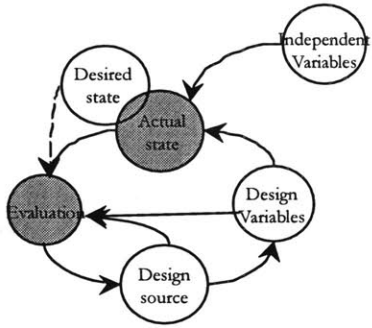 Independent
Variables
Desired
state
Actual
state
Evaluation
Design
Variables
Design
source